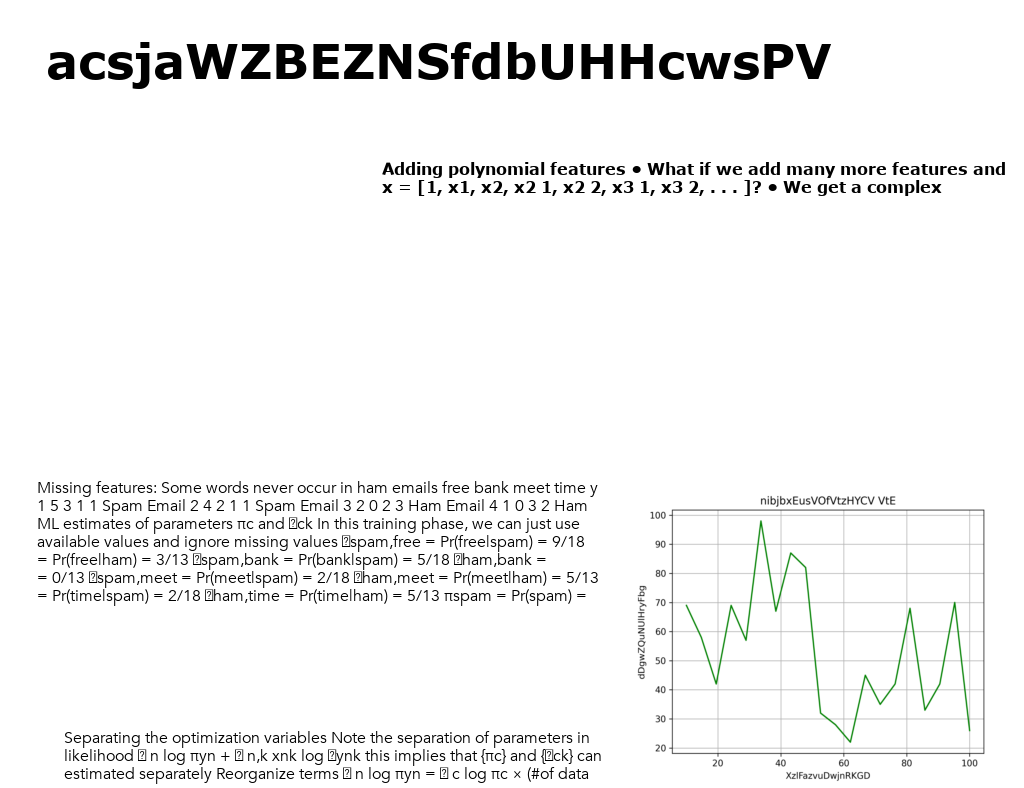 acsjaWZBEZNSfdbUHHcwsPV
Adding polynomial features • What if we add many more features and
x = [1, x1, x2, x2 1, x2 2, x3 1, x3 2, . . . ]? • We get a complex
Missing features: Some words never occur in ham emails free bank meet time y
1 5 3 1 1 Spam Email 2 4 2 1 1 Spam Email 3 2 0 2 3 Ham Email 4 1 0 3 2 Ham
ML estimates of parameters πc and ck In this training phase, we can just use
available values and ignore missing values spam,free = Pr(free|spam) = 9/18
= Pr(free|ham) = 3/13 spam,bank = Pr(bank|spam) = 5/18 ham,bank =
= 0/13 spam,meet = Pr(meet|spam) = 2/18 ham,meet = Pr(meet|ham) = 5/13
= Pr(time|spam) = 2/18 ham,time = Pr(time|ham) = 5/13 πspam = Pr(spam) =
nibjbxEusVOfVtzHYCV VtE
100
90
80
70
60
50
40
30
20
dDgwZQuNUlHryFbg
20 40 60 80 100
XzlFazvuDwjnRKGD
Separating the optimization variables Note the separation of parameters in
likelihood n log πyn + n,k xnk log ynk this implies that {πc} and {ck} can
estimated separately Reorganize terms n log πyn = c log πc × (#of data